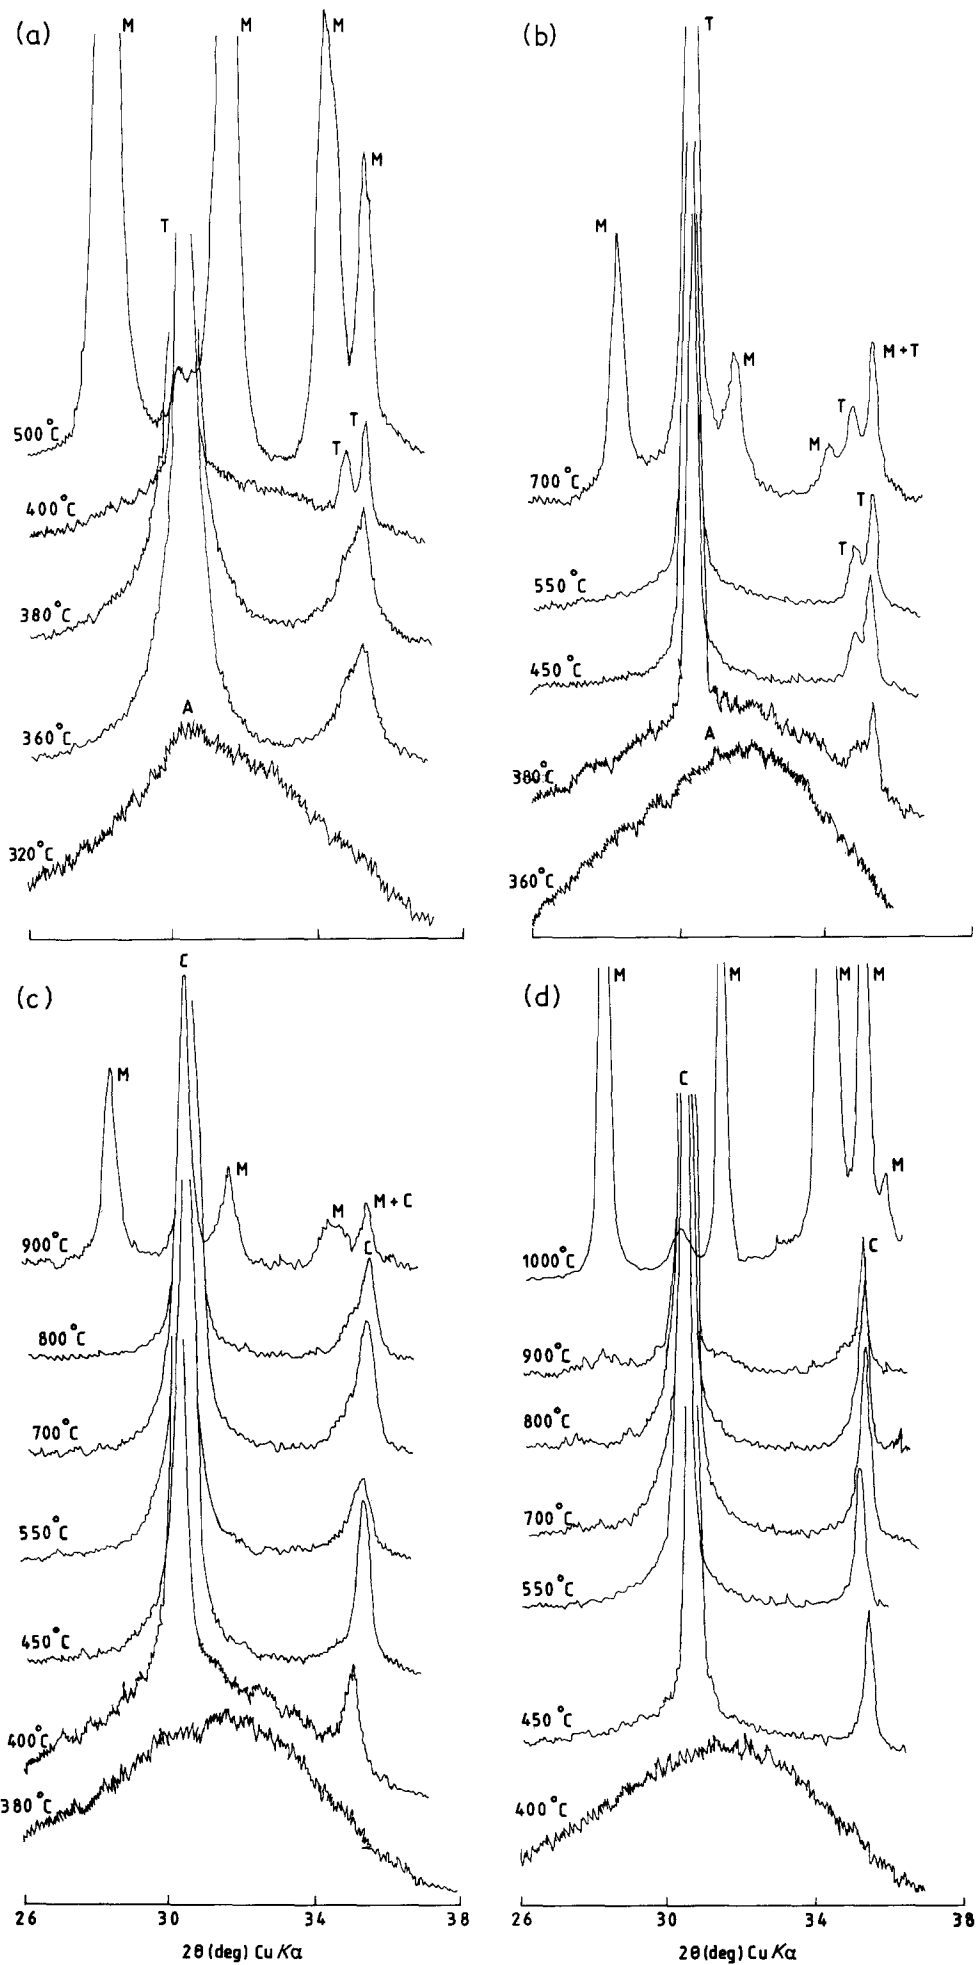 (a)
M
M
M
M
T
500°C
T
T
400°C
380°C
360°C
A
320°C
(b)
T
M
M
M+T
T
M
700°C
T
T
550°C
450°C
380°C
A
360°C
(c)
C
M
M
M
M+C
900°C
C
800°C
700°C
550°C
450°C
400°C
380°C
26
30
34
38
2θ(deg) Cu Kα
(d)
M
M
M
M
C
M
1000°C
C
900°C
800°C
700°C
550°C
450°C
400°C
26
30
34
38
2θ(deg) Cu Kα